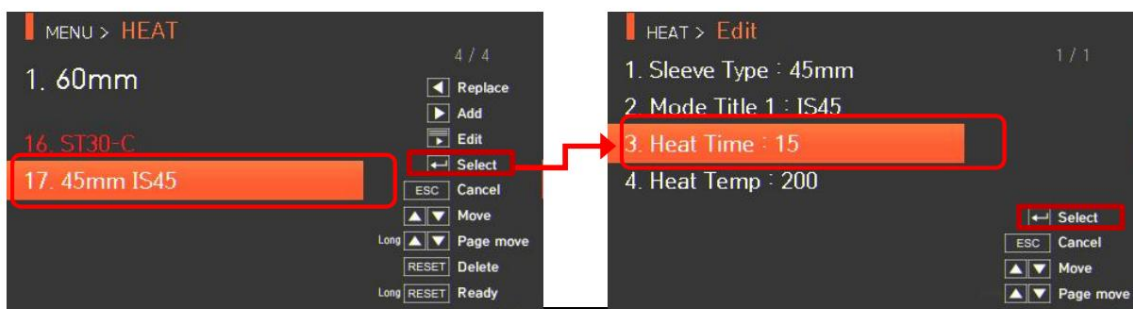 MENU > HEAT
4 / 4
1. 60mm
Replace
Add
16. ST30-C
Edit
Select
17. 45mm IS45
ESC Cancel
Move
Long Page move
RESET Delete
Long RESET Ready
HEAT > Edit
1 / 1
1. Sleeve Type : 45mm
2. Mode Title 1 : IS45
3. Heat Time : 15
4. Heat Temp : 200
Select
ESC Cancel
Move
Page move